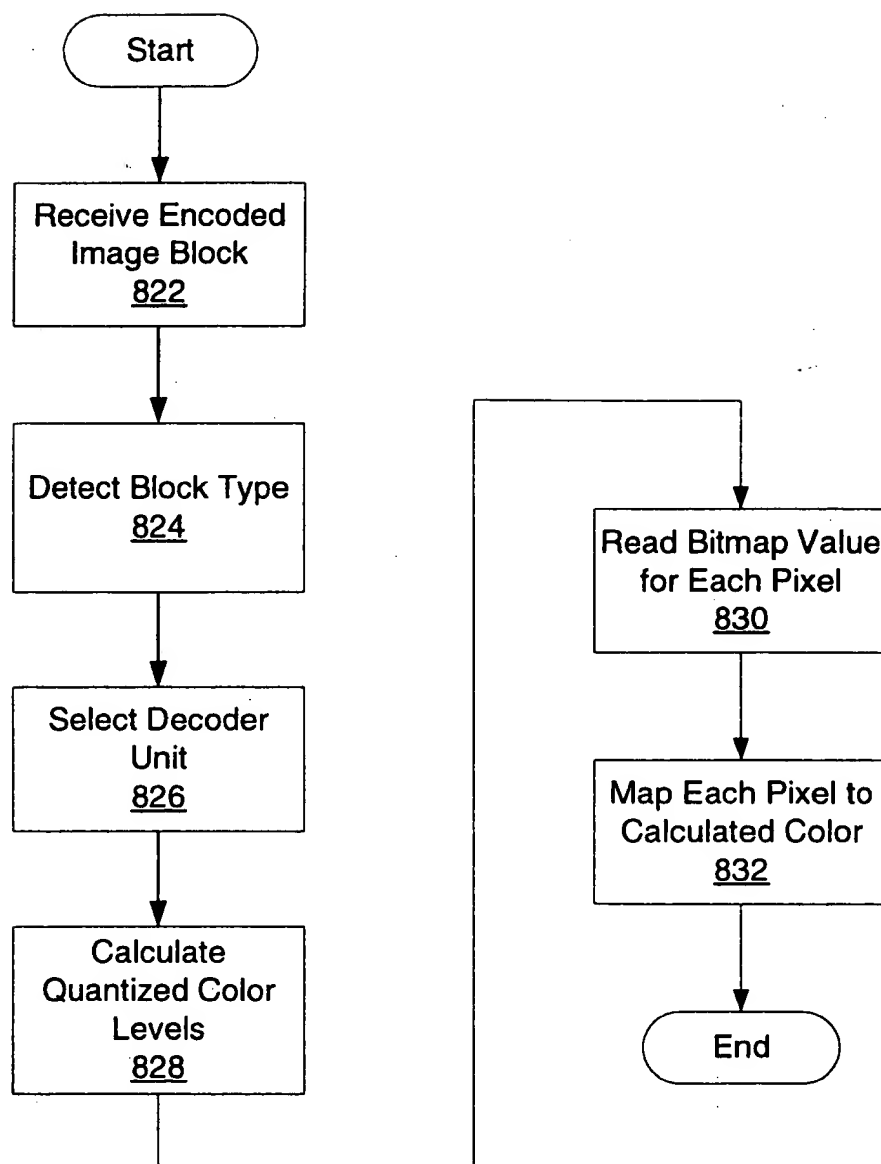 Start
Receive Encoded
Image Block
822
Detect Block Type
824
Select Decoder
Unit
826
Calculate
Quantized Color
Levels
828
Read Bitmap Value
for Each Pixel
830
Map Each Pixel to
Calculated Color
832
End